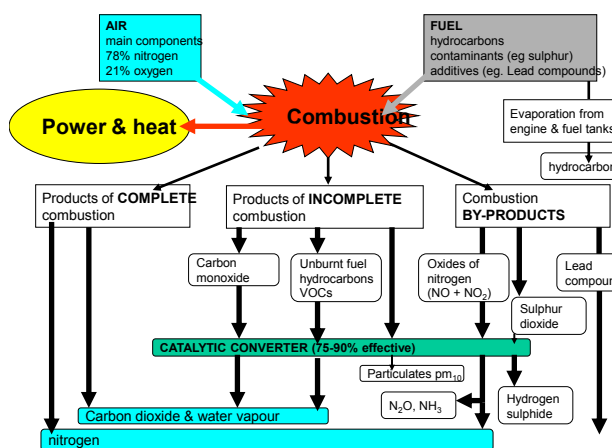 AIR
main components
78% nitrogen
21% oxygen
FUEL
hydrocarbons
contaminants (eg sulphur)
additives (eg. Lead compounds)
Power & heat
Combustion
Evaporation from
engine & fuel tanks
hydrocarbon
Products of COMPLETE
combustion
Products of INCOMPLETE
combustion
Combustion
BY-PRODUCTS
Carbon
monoxide
Unburnt fuel
hydrocarbons
VOCs
Oxides of
nitrogen
(NO + NO₂)
Lead
compoun
Sulphur
dioxide
CATALYTIC CONVERTER (75-90% effective)
Particulates pm₁₀
N₂O, NH₃
Hydrogen
sulphide
Carbon dioxide & water vapour
nitrogen